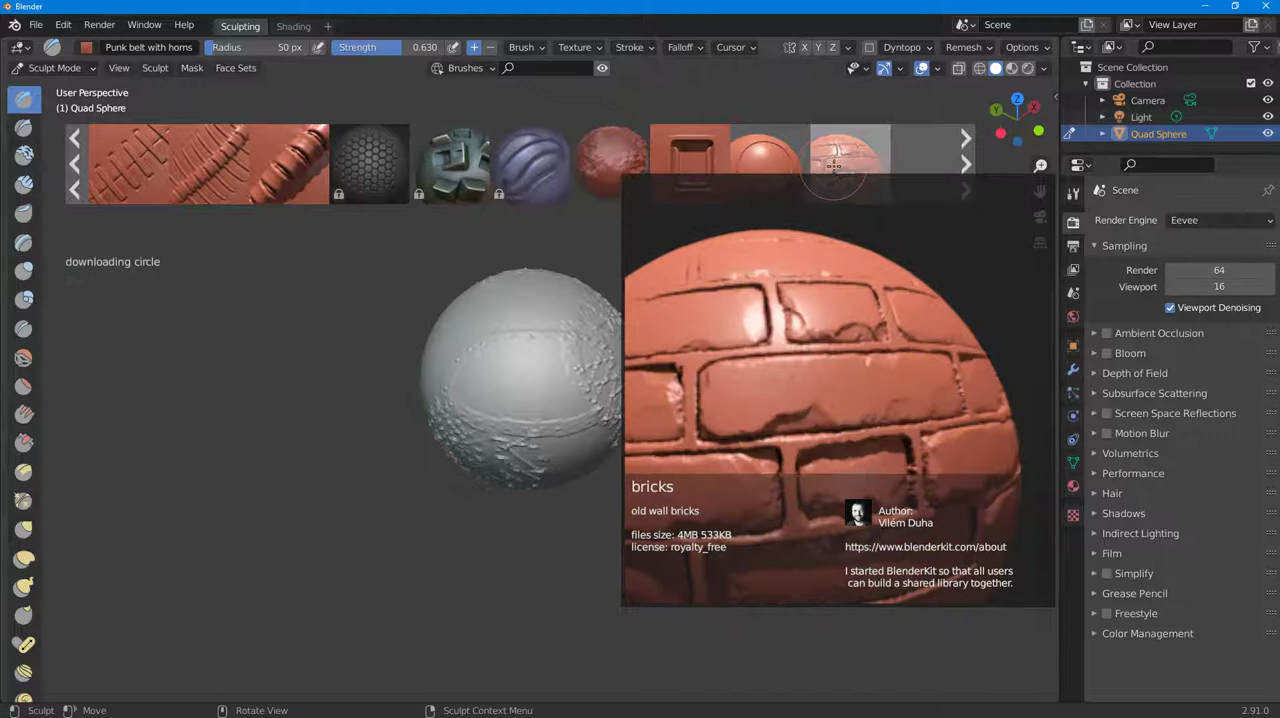 Blender
File Edit Render Window Help Sculpting Shading + Scene View Layer
Punk belt with horns Radius 50 px Strength 0.630 + − Brush Texture Stroke Falloff Cursor X Y Z Dyntopo Remesh Options
Sculpt Mode View Sculpt Mask Face Sets Brushes
User Perspective
(1) Quad Sphere
Z
Y
X
downloading circle
bricks
old wall bricks
files size: 4MB 533KB
license: royalty_free
Author:
Vilém Duha
https://www.blenderkit.com/about
I started BlenderKit so that all users
can build a shared library together.
Scene Collection
Collection
Camera
Light
Quad Sphere
Scene
Render Engine Eevee
Sampling
Render 64
Viewport 16
Viewport Denoising
Ambient Occlusion
Bloom
Depth of Field
Subsurface Scattering
Screen Space Reflections
Motion Blur
Volumetrics
Performance
Hair
Shadows
Indirect Lighting
Film
Simplify
Grease Pencil
Freestyle
Color Management
Sculpt Move Rotate View Sculpt Context Menu 2.91.0